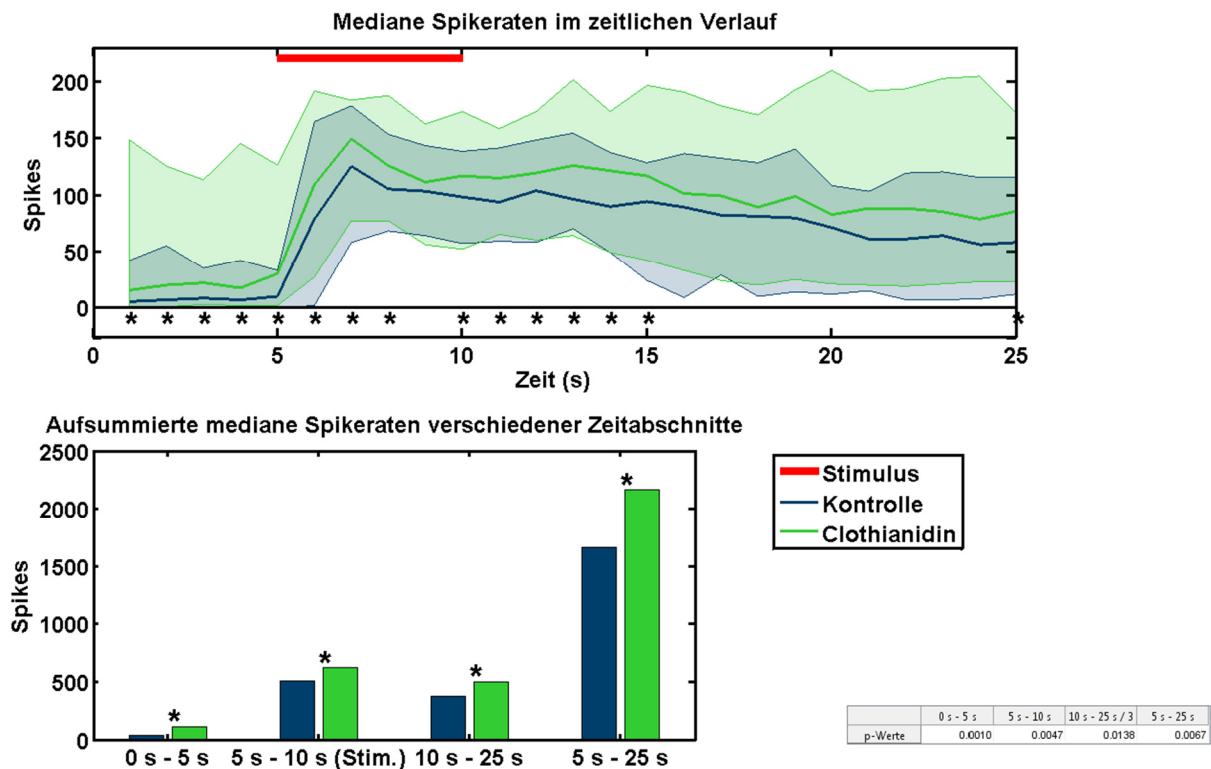 Mediane Spikeraten im zeitlichen Verlauf
200
150
100
50
0
Spikes
* * * * * * * * * * * * * * *
0 5 10 15 20 25
Zeit (s)
Aufsummierte mediane Spikeraten verschiedener Zeitabschnitte
2500
2000
1500
1000
500
0
Spikes
* * * *
0 s - 5 s 5 s - 10 s (Stim.) 10 s - 25 s 5 s - 25 s
Stimulus
Kontrolle
Clothianidin
0 s - 5 s 5 s - 10 s 10 s - 25 s / 3 5 s - 25 s
p-Werte 0.0010 0.0047 0.0138 0.0067